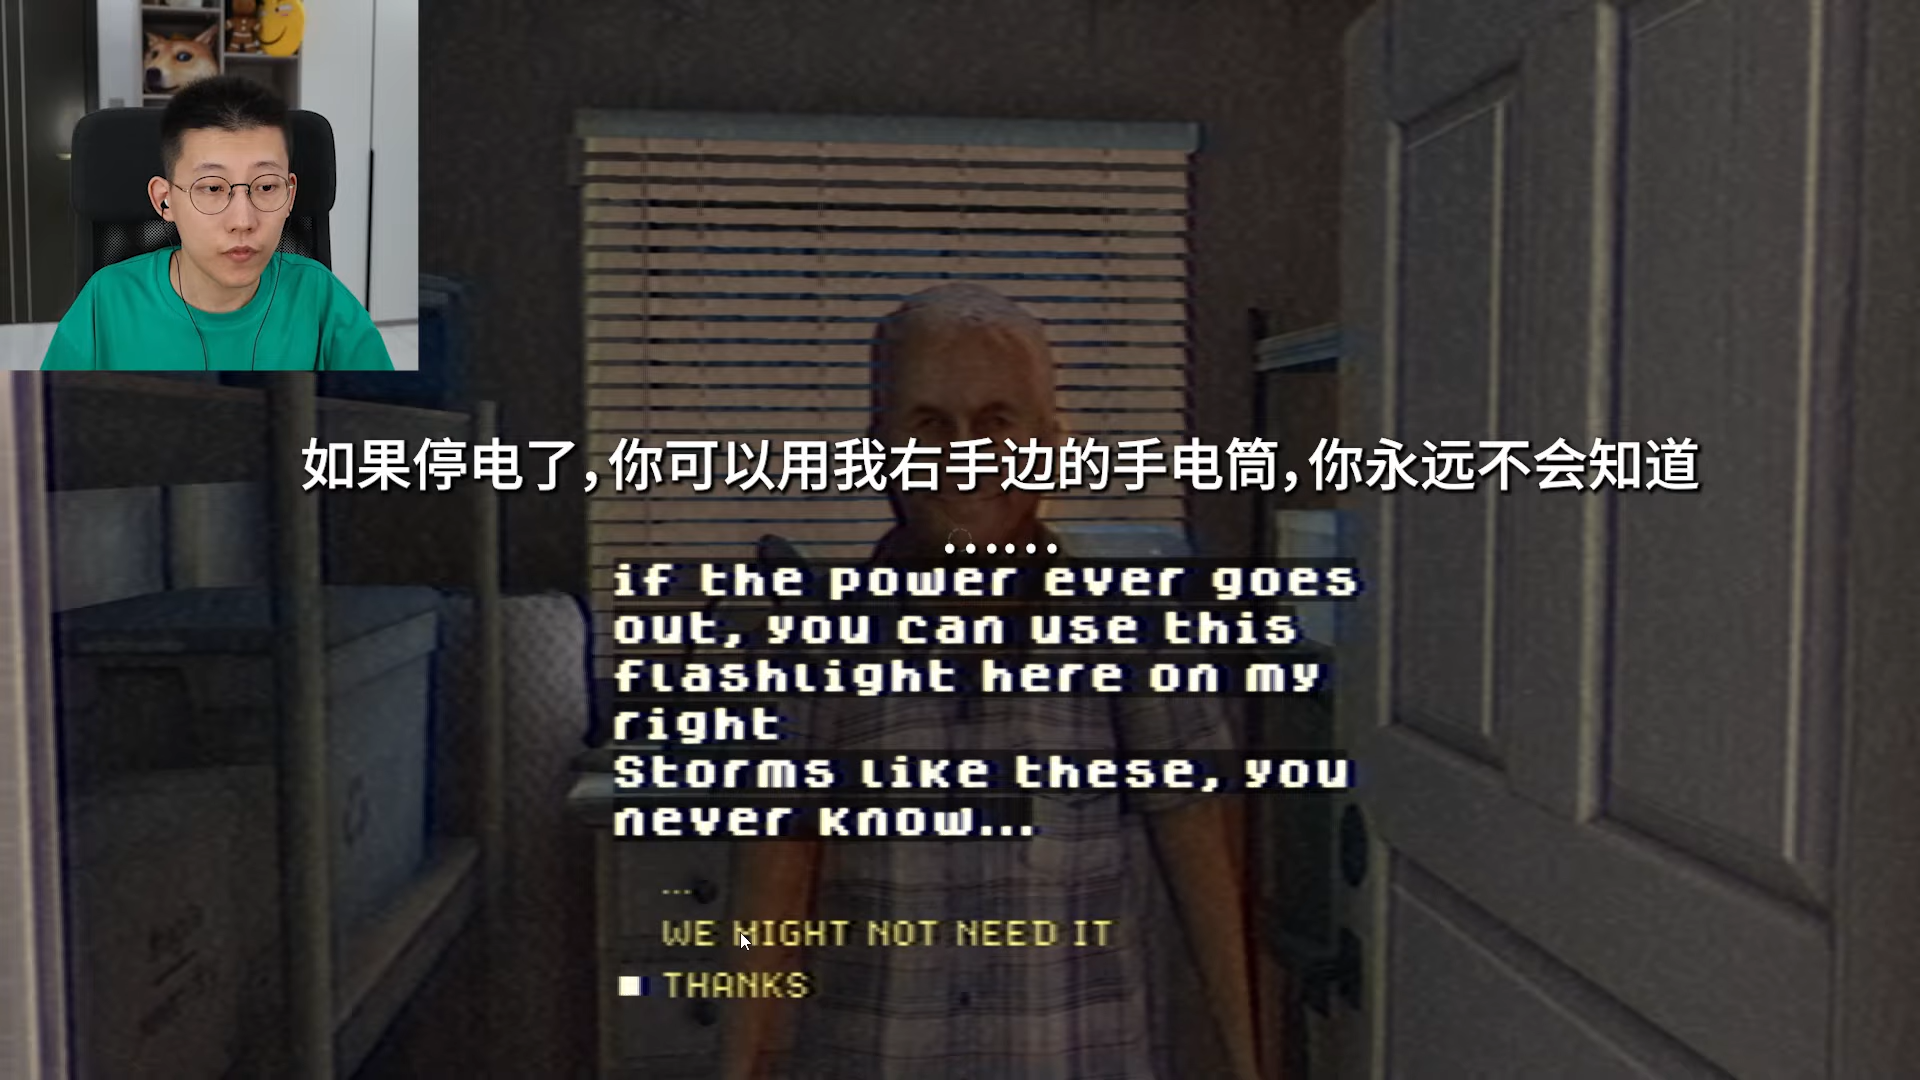 如果停电了,你可以用我右手边的手电筒,你永远不会知道
......
if the power ever goes
out, you can use this
flashlight here on my
right
Storms like these, you
never know...
...
WE MIGHT NOT NEED IT
THANKS